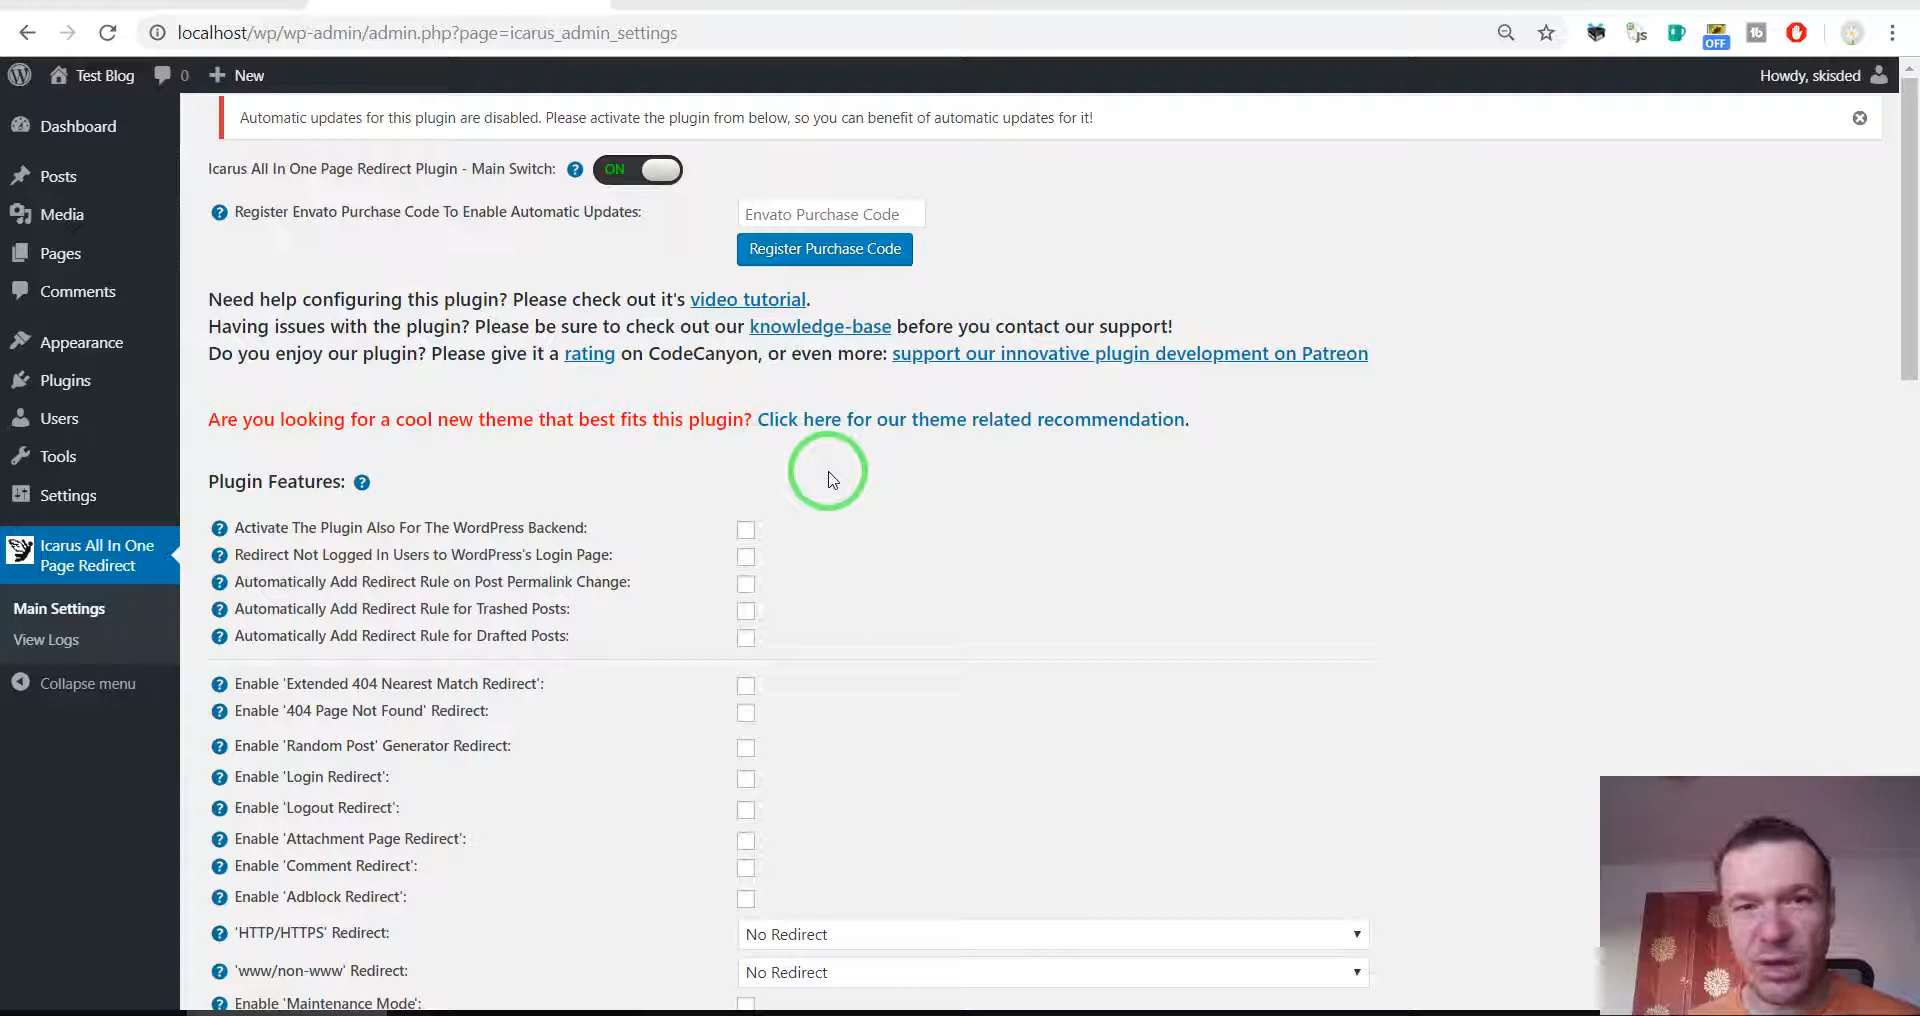 localhost/wp/wp-admin/admin.php?page=icarus_admin_settings
JS
OFF
Test Blog
0
New
Howdy, skisded
Dashboard
Posts
Media
Pages
Comments
Appearance
Plugins
Users
Tools
Settings
Icarus All In One
Page Redirect
Main Settings
View Logs
Collapse menu
Automatic updates for this plugin are disabled. Please activate the plugin from below, so you can benefit of automatic updates for it!
Icarus All In One Page Redirect Plugin - Main Switch: ? ON
? Register Envato Purchase Code To Enable Automatic Updates: Envato Purchase Code
Register Purchase Code
Need help configuring this plugin? Please check out it's video tutorial.
Having issues with the plugin? Please be sure to check out our knowledge-base before you contact our support!
Do you enjoy our plugin? Please give it a rating on CodeCanyon, or even more: support our innovative plugin development on Patreon
Are you looking for a cool new theme that best fits this plugin? Click here for our theme related recommendation.
Plugin Features: ?
? Activate The Plugin Also For The WordPress Backend:
? Redirect Not Logged In Users to WordPress's Login Page:
? Automatically Add Redirect Rule on Post Permalink Change:
? Automatically Add Redirect Rule for Trashed Posts:
? Automatically Add Redirect Rule for Drafted Posts:
? Enable 'Extended 404 Nearest Match Redirect':
? Enable '404 Page Not Found' Redirect:
? Enable 'Random Post' Generator Redirect:
? Enable 'Login Redirect':
? Enable 'Logout Redirect':
? Enable 'Attachment Page Redirect':
? Enable 'Comment Redirect':
? Enable 'Adblock Redirect':
? 'HTTP/HTTPS' Redirect: No Redirect
? 'www/non-www' Redirect: No Redirect
? Enable 'Maintenance Mode':